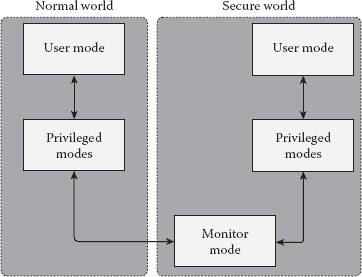 Normal world
Secure world
User mode
User mode
Privileged
modes
Privileged
modes
Monitor
mode